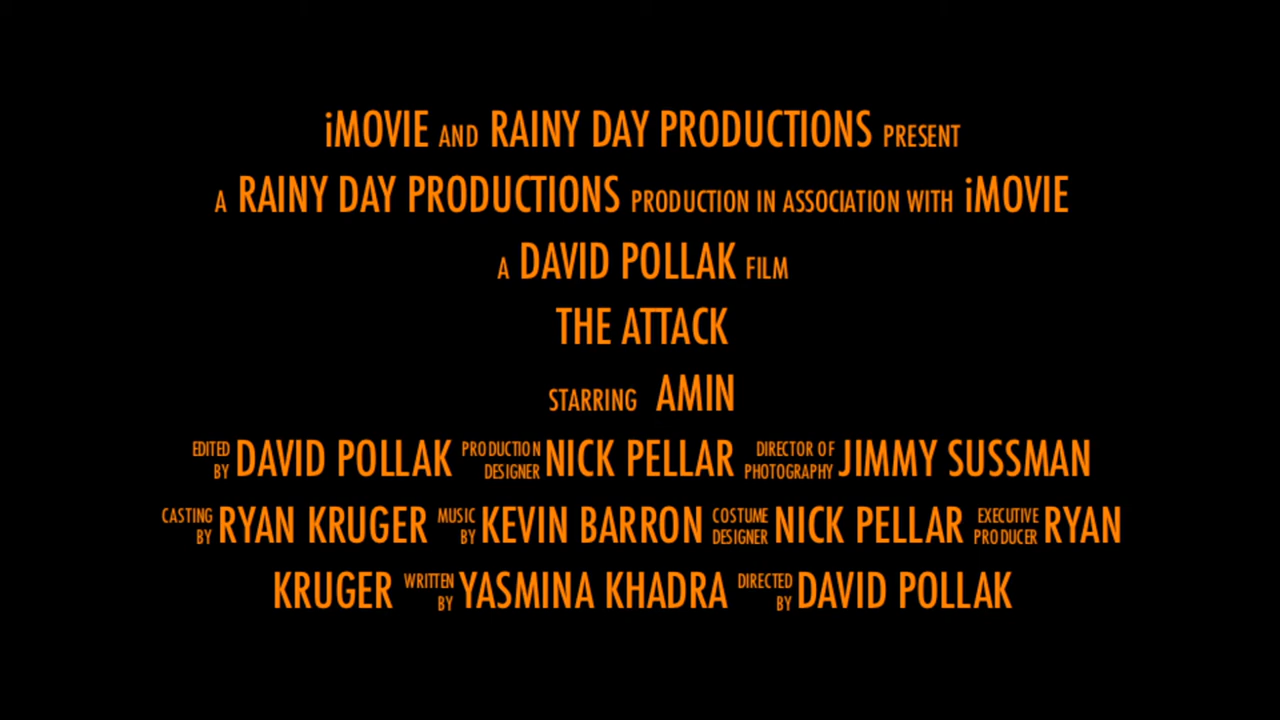 iMOVIE AND RAINY DAY PRODUCTIONS PRESENT
A RAINY DAY PRODUCTIONS PRODUCTION IN ASSOCIATION WITH iMOVIE
A DAVID POLLAK FILM
THE ATTACK
STARRING AMIN
EDITED BY DAVID POLLAK PRODUCTION DESIGNER NICK PELLAR DIRECTOR OF PHOTOGRAPHY JIMMY SUSSMAN
CASTING BY RYAN KRUGER MUSIC BY KEVIN BARRON COSTUME DESIGNER NICK PELLAR EXECUTIVE PRODUCER RYAN
KRUGER WRITTEN BY YASMINA KHADRA DIRECTED BY DAVID POLLAK